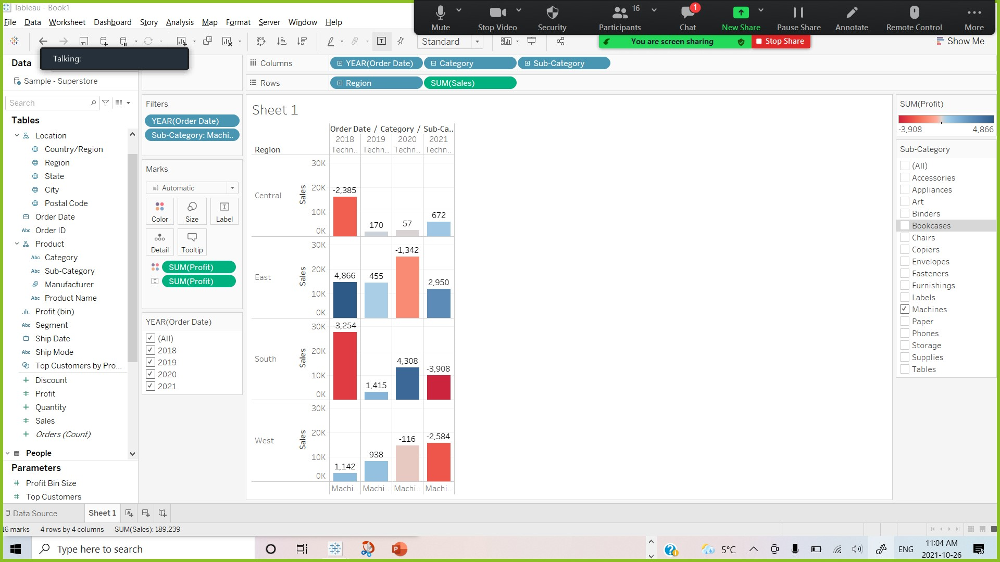 Tableau - Book1
File Data Worksheet Dashboard Story Analysis Map Format Server Window Help
Mute Stop Video Security Participants 16 Chat 1 New Share Pause Share Annotate Remote Control More
Standard
You are screen sharing Stop Share
Show Me
Talking:
Data
Sample - Superstore
Search
Tables
Location
Country/Region
Region
State
City
Postal Code
Order Date
Abc Order ID
Product
Abc Category
Abc Sub-Category
Manufacturer
Abc Product Name
Profit (bin)
Abc Segment
Ship Date
Abc Ship Mode
Top Customers by Pro...
# Discount
# Profit
# Quantity
# Sales
# Orders (Count)
People
Parameters
# Profit Bin Size
# Top Customers
Filters
YEAR(Order Date)
Sub-Category: Machi..
Marks
Automatic
Color Size Label
Detail Tooltip
SUM(Profit)
SUM(Profit)
YEAR(Order Date)
(All)
2018
2019
2020
2021
Columns YEAR(Order Date) Category Sub-Category
Rows Region SUM(Sales)
Sheet 1
Order Date / Category / Sub-Ca..
2018 2019 2020 2021
Region Techn.. Techn.. Techn.. Techn..
Central
Sales
30K
20K
10K
0K
-2,385 170 57 672
East
Sales
30K
20K
10K
0K
4,866 455 -1,342 2,950
South
Sales
30K
20K
10K
0K
-3,254 1,415 4,308 -3,908
West
Sales
30K
20K
10K
0K
1,142 938 -116 -2,584
Machi.. Machi.. Machi.. Machi..
SUM(Profit)
-3,908 4,866
Sub-Category
(All)
Accessories
Appliances
Art
Binders
Bookcases
Chairs
Copiers
Envelopes
Fasteners
Furnishings
Labels
Machines
Paper
Phones
Storage
Supplies
Tables
Data Source Sheet 1
16 marks 4 rows by 4 columns SUM(Sales): 189,239
Type here to search
5°C
ENG
11:04 AM
2021-10-26